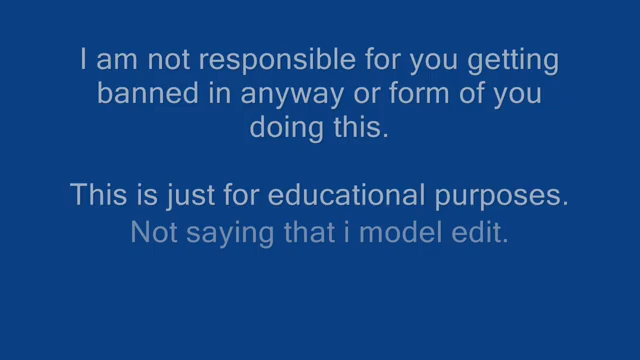 I am not responsible for you getting
banned in anyway or form of you
doing this.
This is just for educational purposes.
Not saying that i model edit.